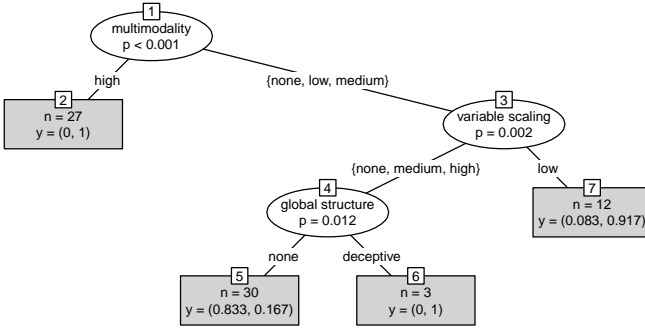 1
multimodality
p < 0.001
high
{none, low, medium}
2
n = 27
y = (0, 1)
3
variable scaling
p = 0.002
{none, medium, high}
low
4
global structure
p = 0.012
7
n = 12
y = (0.083, 0.917)
none
deceptive
5
n = 30
y = (0.833, 0.167)
6
n = 3
y = (0, 1)